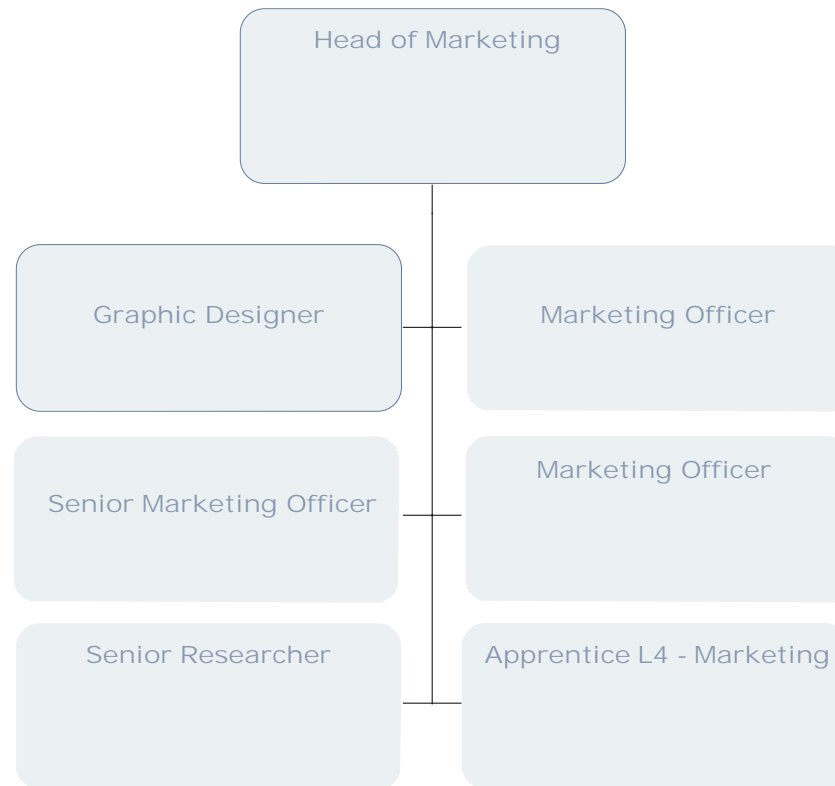 Head of Marketing
Graphic Designer
Marketing Officer
Senior Marketing Officer
Marketing Officer
Senior Researcher
Apprentice L4 - Marketing